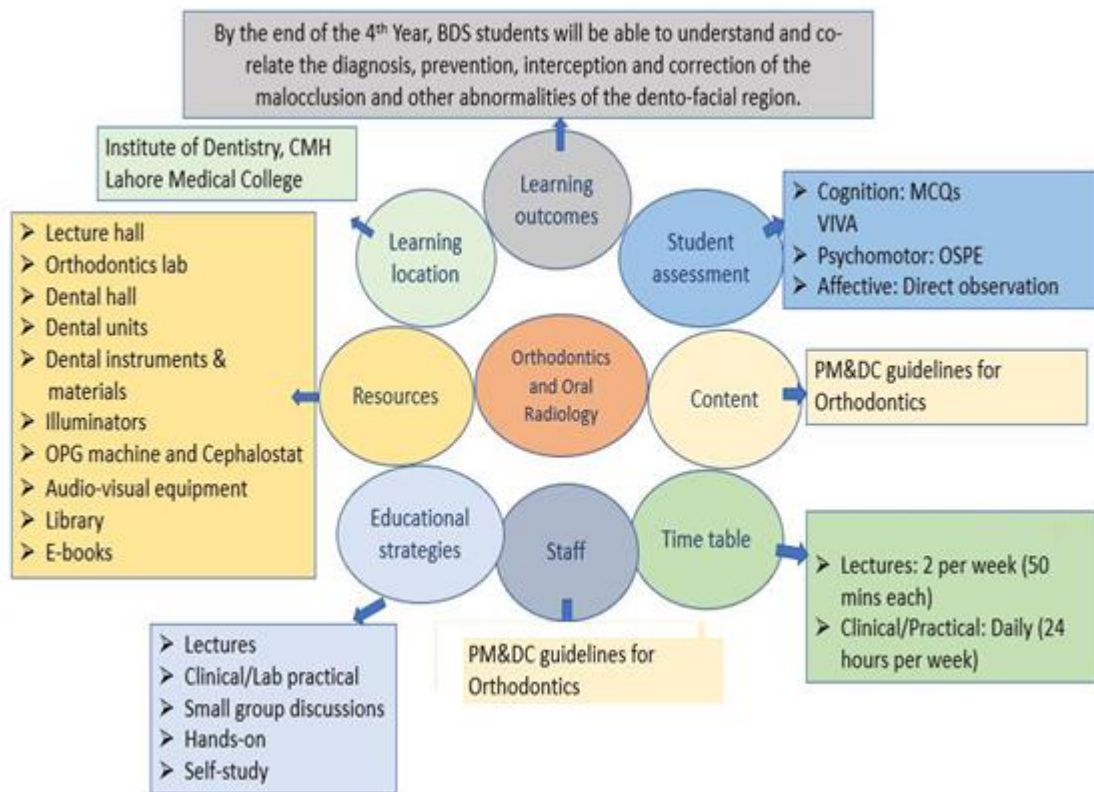 By the end of the 4th Year, BDS students will be able to understand and co-
relate the diagnosis, prevention, interception and correction of the
malocclusion and other abnormalities of the dento-facial region.
Institute of Dentistry, CMH
Lahore Medical College
Learning
outcomes
Learning
location
Student
assessment
➢ Cognition: MCQs
VIVA
➢ Psychomotor: OSPE
➢ Affective: Direct observation
➢ Lecture hall
➢ Orthodontics lab
➢ Dental hall
➢ Dental units
➢ Dental instruments &
materials
➢ Illuminators
➢ OPG machine and Cephalostat
➢ Audio-visual equipment
➢ Library
➢ E-books
Resources
Orthodontics
and Oral
Radiology
Content
PM&DC guidelines for
Orthodontics
Educational
strategies
Staff
Time table
➢ Lectures: 2 per week (50
mins each)
➢ Clinical/Practical: Daily (24
hours per week)
➢ Lectures
➢ Clinical/Lab practical
➢ Small group discussions
➢ Hands-on
➢ Self-study
PM&DC guidelines for
Orthodontics